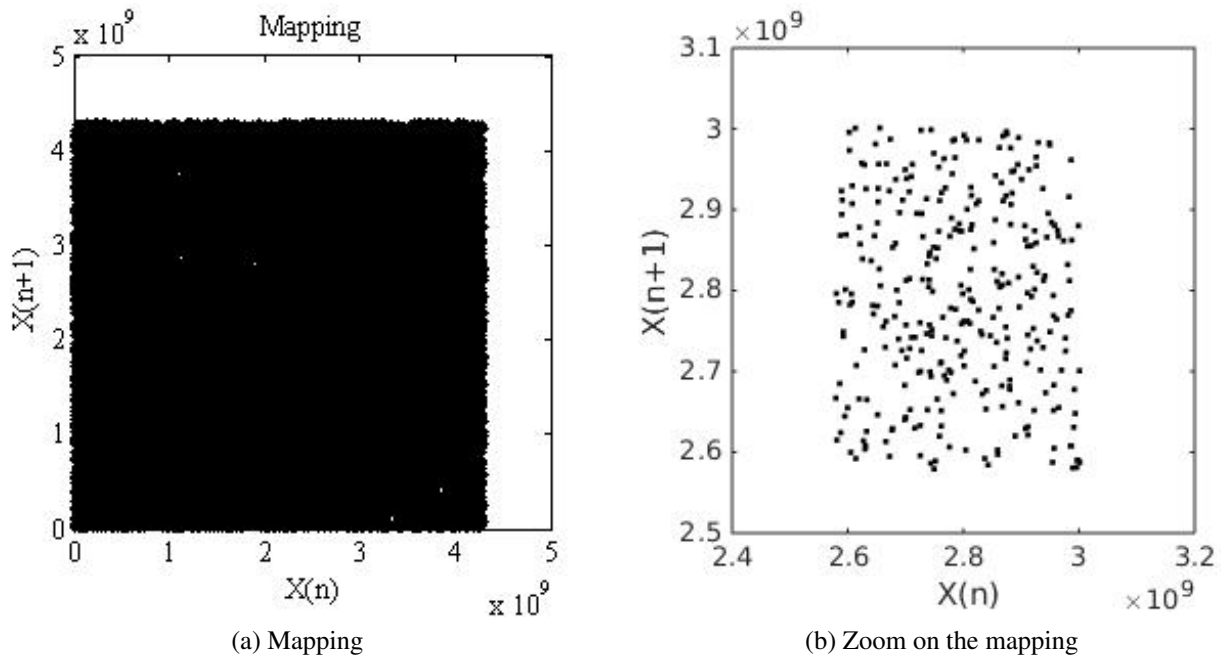 x 10^9
Mapping
5
4
3
2
1
0
X(n+1)
0 1 2 3 4 5
X(n)
x 10^9
(a) Mapping
×10^9
3.1
3
2.9
2.8
2.7
2.6
2.5
X(n+1)
2.4 2.6 2.8 3 3.2
X(n)
×10^9
(b) Zoom on the mapping